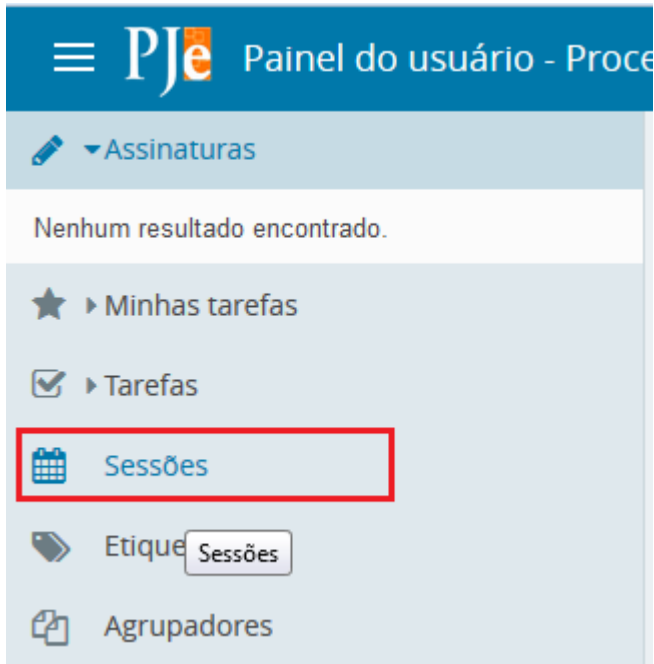 PJe Painel do usuário - Proce
Assinaturas
Nenhum resultado encontrado.
Minhas tarefas
Tarefas
Sessões
Etique
Sessões
Agrupadores